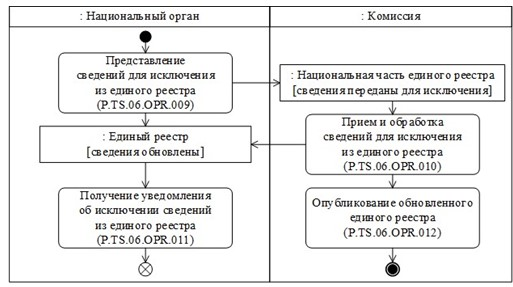 : Национальный орган
: Комиссия
Представление
сведений для исключения
из единого реестра
(P.TS.06.OPR.009)
: Национальная часть единого реестра
[сведения переданы для исключения]
: Единый реестр
[сведения обновлены]
Прием и обработка
сведений для исключения
из единого реестра
(P.TS.06.OPR.010)
Получение уведомления
об исключении сведений
из единого реестра
(P.TS.06.OPR.011)
Опубликование обновленного
единого реестра
(P.TS.06.OPR.012)